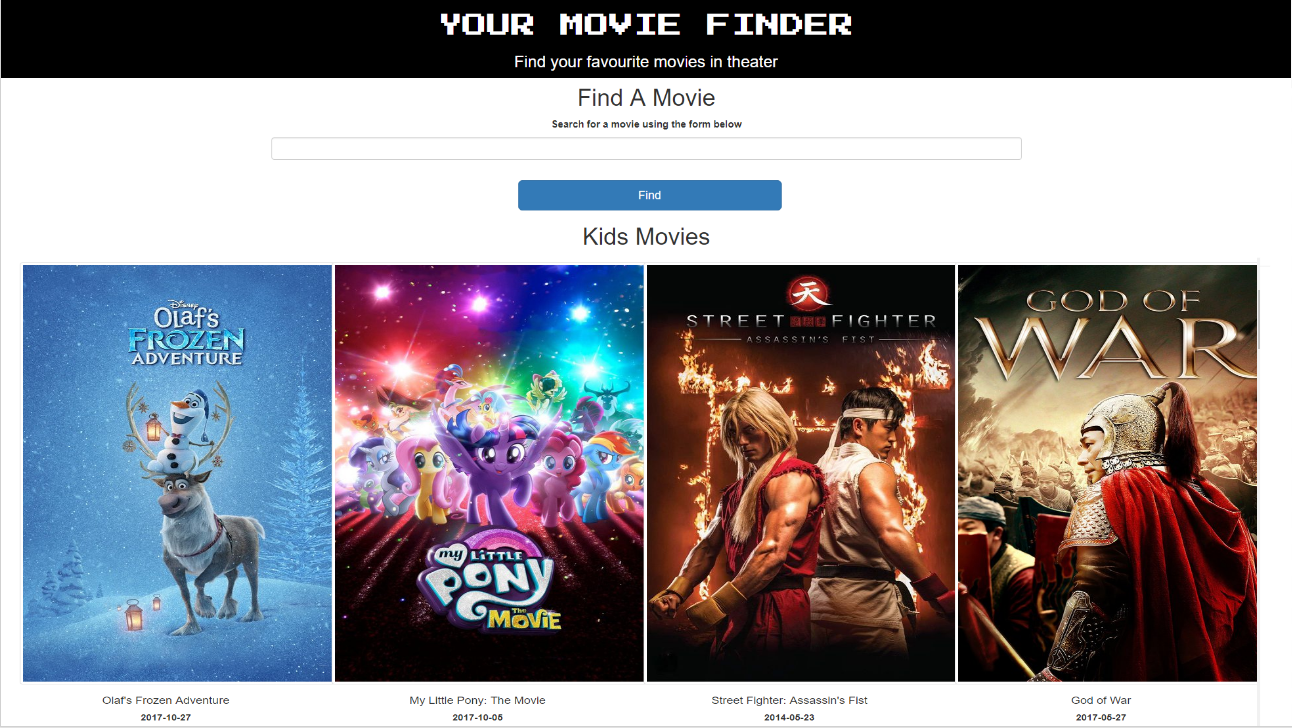 YOUR MOVIE FINDER
Find your favourite movies in theater
Find A Movie
Search for a movie using the form below
Find
Kids Movies
Disney
Olaf's
FROZEN
ADVENTURE
my LiTTLE
PONY
The
MOViE
天
STREET FIGHTER
ASSASSIN'S FIST
GOD OF
WAR
Olaf's Frozen Adventure
2017-10-27
My Little Pony: The Movie
2017-10-05
Street Fighter: Assassin's Fist
2014-05-23
God of War
2017-05-27